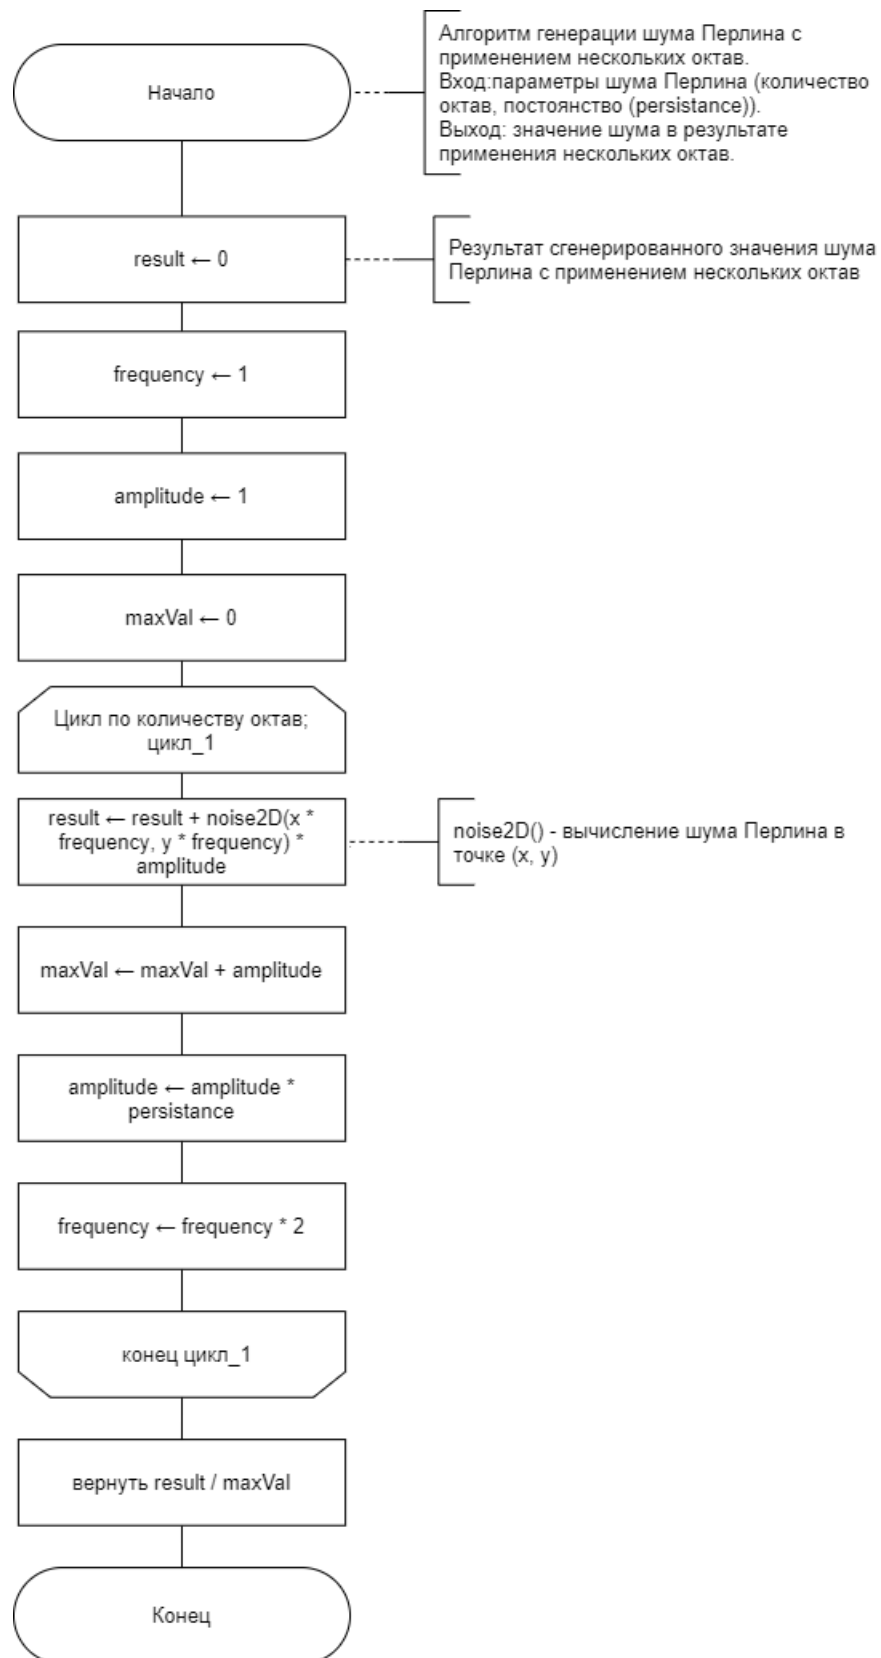 Начало
Алгоритм генерации шума Перлина с
применением нескольких октав.
Вход:параметры шума Перлина (количество
октав, постоянство (persistance)).
Выход: значение шума в результате
применения нескольких октав.
result ← 0
Результат сгенерированного значения шума
Перлина с применением нескольких октав
frequency ← 1
amplitude ← 1
maxVal ← 0
Цикл по количеству октав;
цикл_1
result ← result + noise2D(x *
frequency, y * frequency) *
amplitude
noise2D() - вычисление шума Перлина в
точке (x, y)
maxVal ← maxVal + amplitude
amplitude ← amplitude *
persistance
frequency ← frequency * 2
конец цикл_1
вернуть result / maxVal
Конец